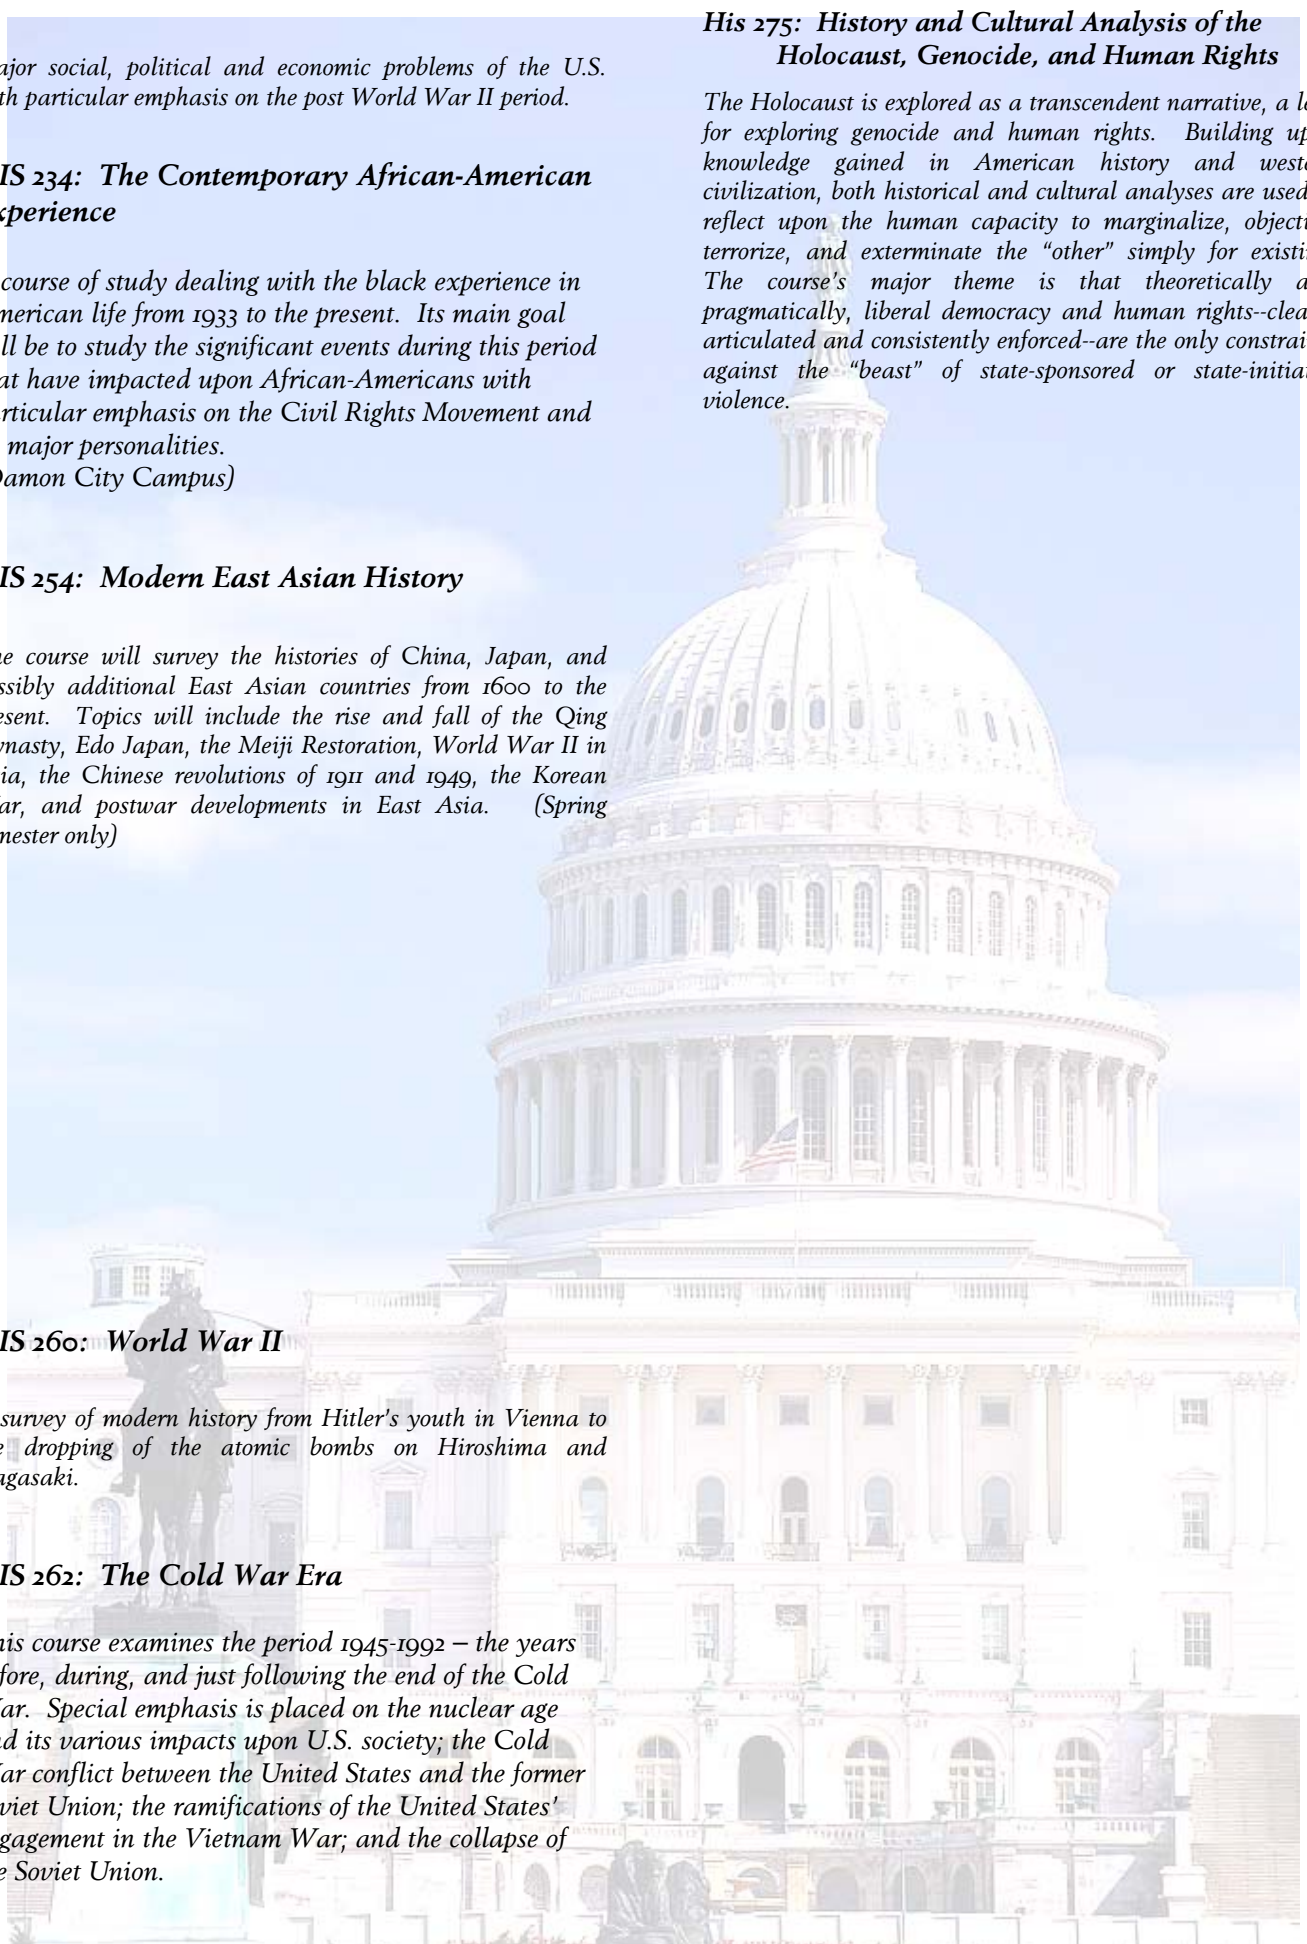 ajor social, political and economic problems of the U.S.
th particular emphasis on the post World War II period.
IS 234: The Contemporary African-American
xperience
course of study dealing with the black experience in
merican life from 1933 to the present. Its main goal
ll be to study the significant events during this period
at have impacted upon African-Americans with
rticular emphasis on the Civil Rights Movement and
major personalities.
Damon City Campus)
IS 254: Modern East Asian History
e course will survey the histories of China, Japan, and
ssibly additional East Asian countries from 1600 to the
esent. Topics will include the rise and fall of the Qing
ynasty, Edo Japan, the Meiji Restoration, World War II in
ia, the Chinese revolutions of 1911 and 1949, the Korean
ar, and postwar developments in East Asia. (Spring
mester only)
IS 260: World War II
survey of modern history from Hitler's youth in Vienna to
e dropping of the atomic bombs on Hiroshima and
agasaki.
IS 262: The Cold War Era
his course examines the period 1945-1992 – the years
fore, during, and just following the end of the Cold
ar. Special emphasis is placed on the nuclear age
nd its various impacts upon U.S. society; the Cold
ar conflict between the United States and the former
viet Union; the ramifications of the United States'
gagement in the Vietnam War; and the collapse of
e Soviet Union.
His 275: History and Cultural Analysis of the
Holocaust, Genocide, and Human Rights
The Holocaust is explored as a transcendent narrative, a le
for exploring genocide and human rights. Building up
knowledge gained in American history and weste
civilization, both historical and cultural analyses are used
reflect upon the human capacity to marginalize, objecti
terrorize, and exterminate the “other” simply for existi
The course's major theme is that theoretically a
pragmatically, liberal democracy and human rights--clea
articulated and consistently enforced--are the only constrai
against the “beast” of state-sponsored or state-initia
violence.